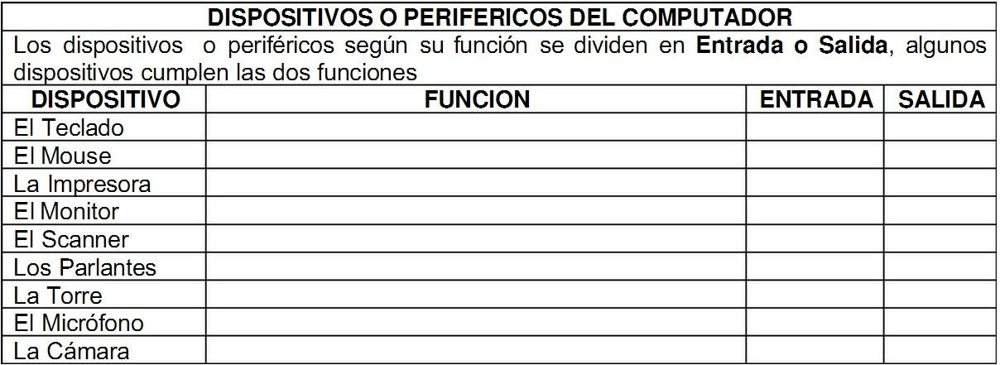 DISPOSITIVOS O PERIFERICOS DEL COMPUTADOR
Los dispositivos o periféricos según su función se dividen en Entrada o Salida, algunos
dispositivos cumplen las dos funciones
DISPOSITIVO FUNCION ENTRADA SALIDA
El Teclado
El Mouse
La Impresora
El Monitor
El Scanner
Los Parlantes
La Torre
El Micrófono
La Cámara